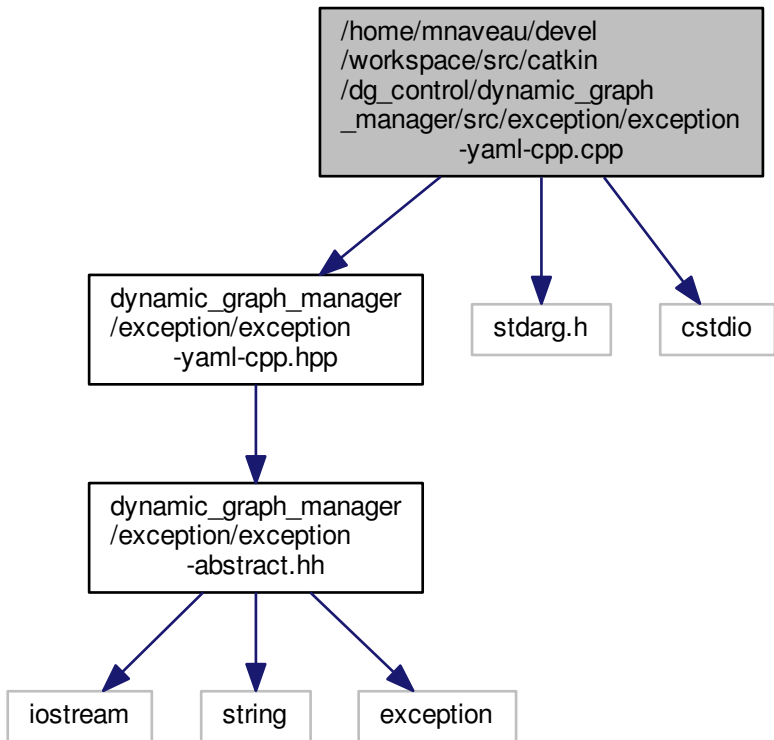 /home/mnaveau/devel
/workspace/src/catkin
/dg_control/dynamic_graph
_manager/src/exception/exception
-yaml-cpp.cpp
dynamic_graph_manager
/exception/exception
-yaml-cpp.hpp
stdarg.h
cstdio
dynamic_graph_manager
/exception/exception
-abstract.hh
iostream
string
exception